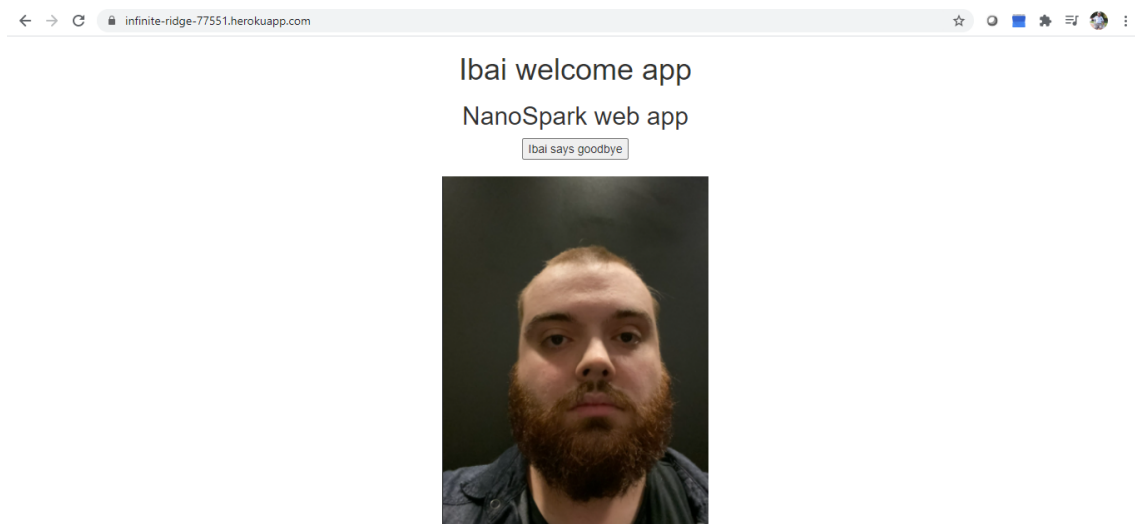 infinite-ridge-77551.herokuapp.com
Ibai welcome app
NanoSpark web app
Ibai says goodbye